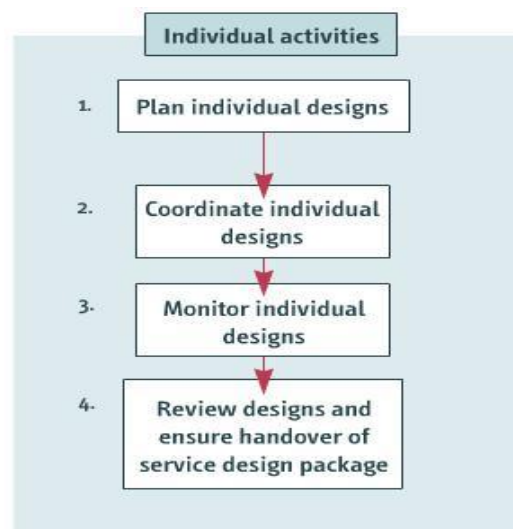 Individual activities
1. Plan individual designs
2. Coordinate individual
designs
3. Monitor individual
designs
4. Review designs and
ensure handover of
service design package